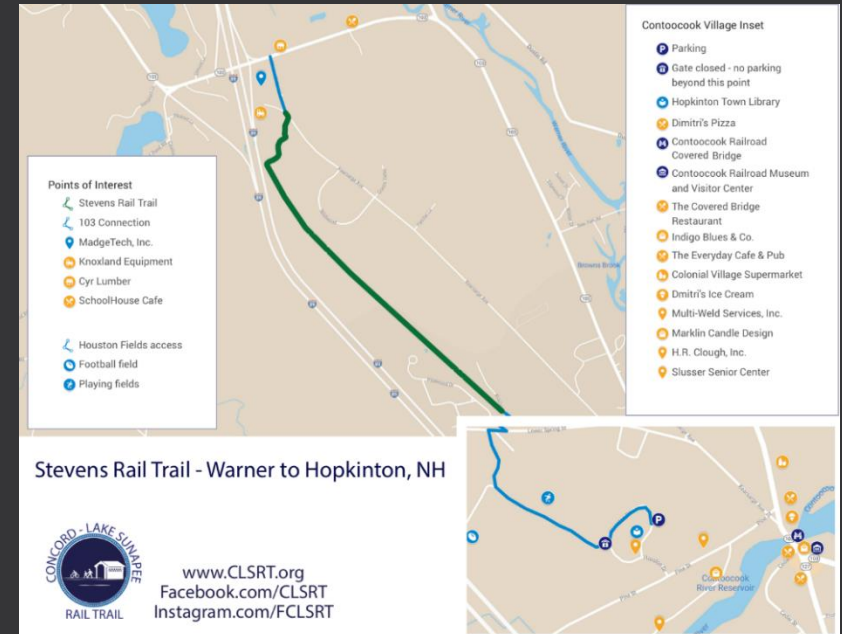 Points of Interest
Stevens Rail Trail
103 Connection
MadgeTech, Inc.
Knoxland Equipment
Cyr Lumber
SchoolHouse Cafe
Houston Fields access
Football field
Playing fields
Contoocook Village Inset
Parking
Gate closed - no parking
beyond this point
Hopkinton Town Library
Dimitri's Pizza
Contoocook Railroad
Covered Bridge
Contoocook Railroad Museum
and Visitor Center
The Covered Bridge
Restaurant
Indigo Blues & Co.
The Everyday Cafe & Pub
Colonial Village Supermarket
Dmitri's Ice Cream
Multi-Weld Services, Inc.
Marklin Candle Design
H.R. Clough, Inc.
Slusser Senior Center
Browns Brook
103
Stevens Rail Trail - Warner to Hopkinton, NH
CONCORD - LAKE SUNAPEE
RAIL TRAIL
www.CLSRT.org
Facebook.com/CLSRT
Instagram.com/FCLSRT
P
Contoocook
River Reservoir